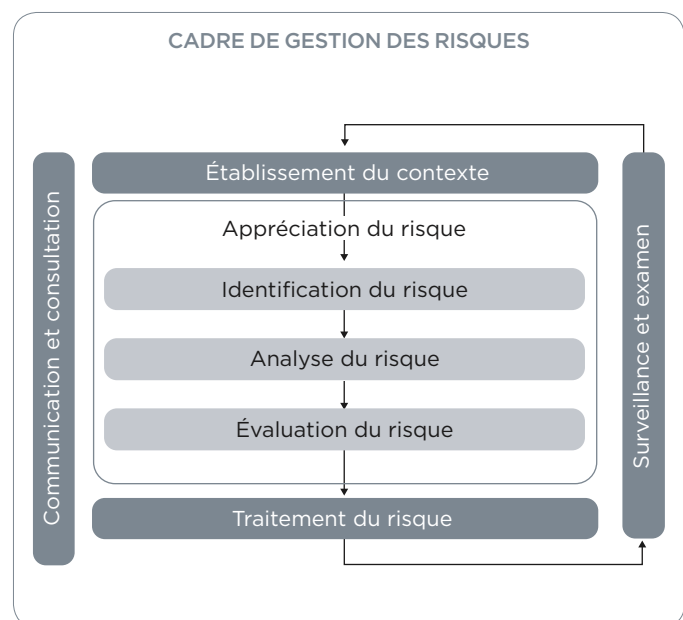 CADRE DE GESTION DES RISQUES
Communication et consultation
Établissement du contexte
Appréciation du risque
Identification du risque
Analyse du risque
Évaluation du risque
Traitement du risque
Surveillance et examen